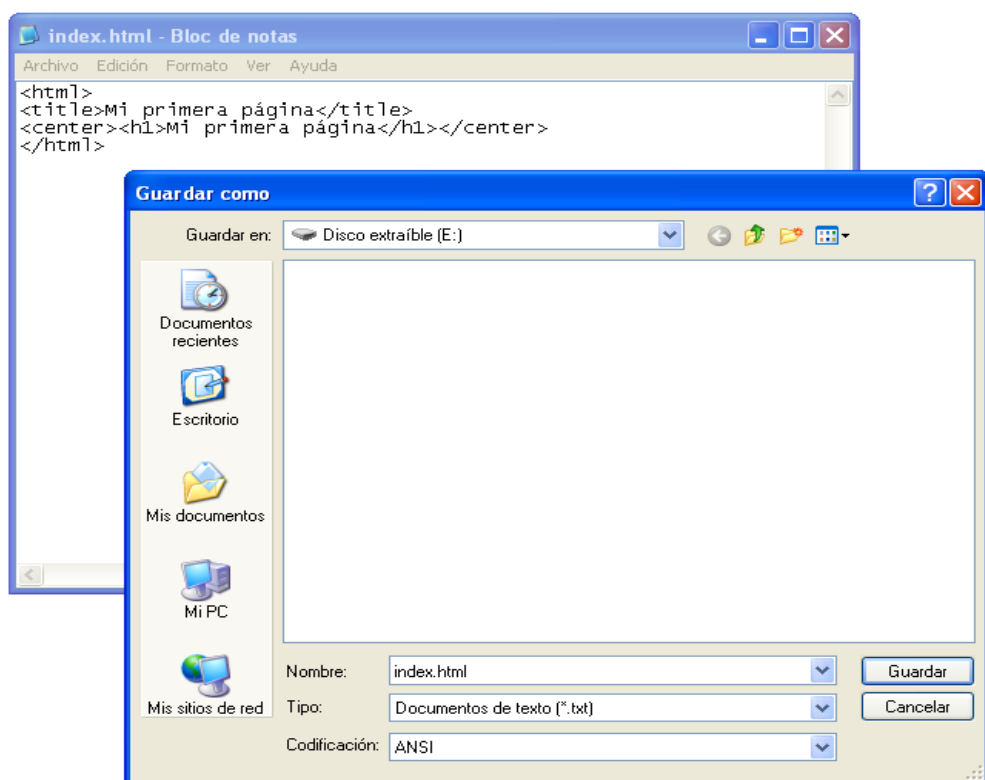 index.html - Bloc de notas
Archivo Edición Formato Ver Ayuda
<html>
<title>Mi primera página</title>
<center><h1>Mi primera página</h1></center>
</html>
Guardar como
Guardar en: Disco extraíble (E:)
Documentos
recientes
Escritorio
Mis documentos
Mi PC
Mis sitios de red
Nombre: index.html Guardar
Tipo: Documentos de texto (*.txt) Cancelar
Codificación: ANSI